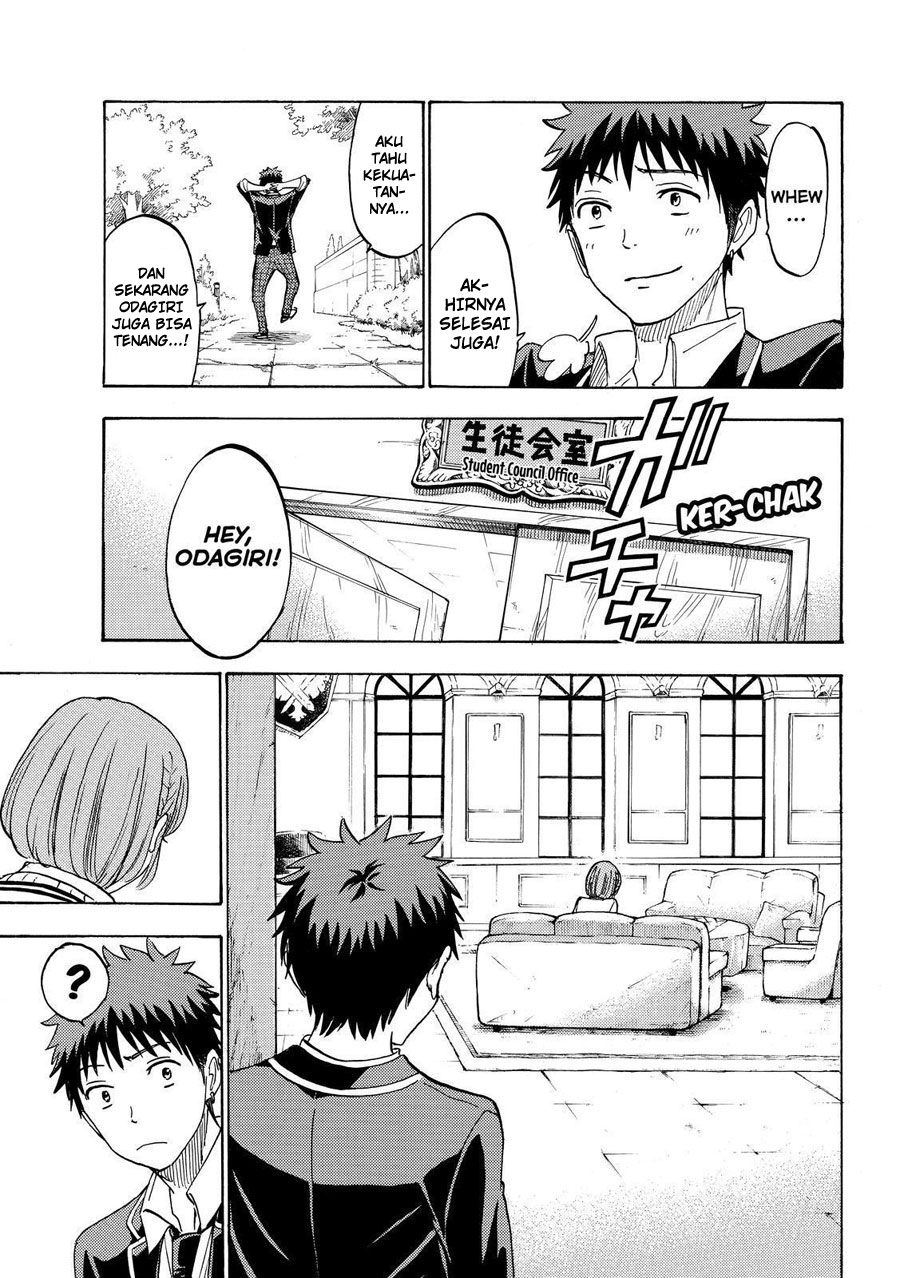 WHEW
...
AK-
HIRNYA
SELESAI
JUGA!
AKU
TAHU
KEKUA-
TAN-
NYA...
DAN
SEKARANG
ODAGIRI
JUGA BISA
TENANG...!
生徒会室
Student Council Office
ガチャ
KER-CHAK
HEY,
ODAGIRI!
?